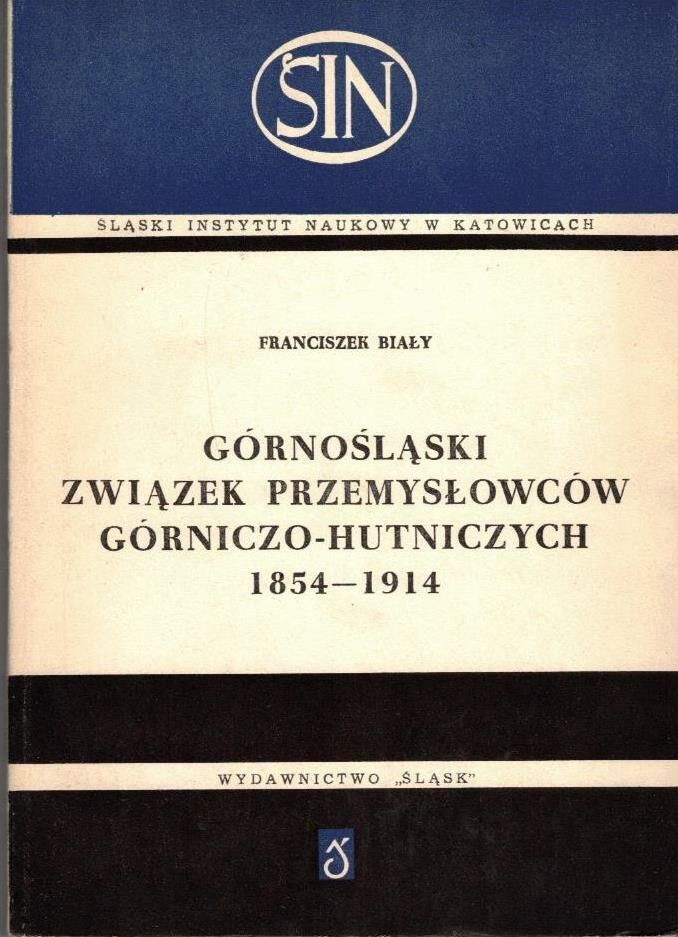 ŚIN
ŚLĄSKI INSTYTUT NAUKOWY W KATOWICACH
FRANCISZEK BIAŁY
GÓRNOŚLĄSKI
ZWIĄZEK PRZEMYSŁOWCÓW
GÓRNICZO-HUTNICZYCH
1854—1914
WYDAWNICTWO „ŚLĄSK”
Ś